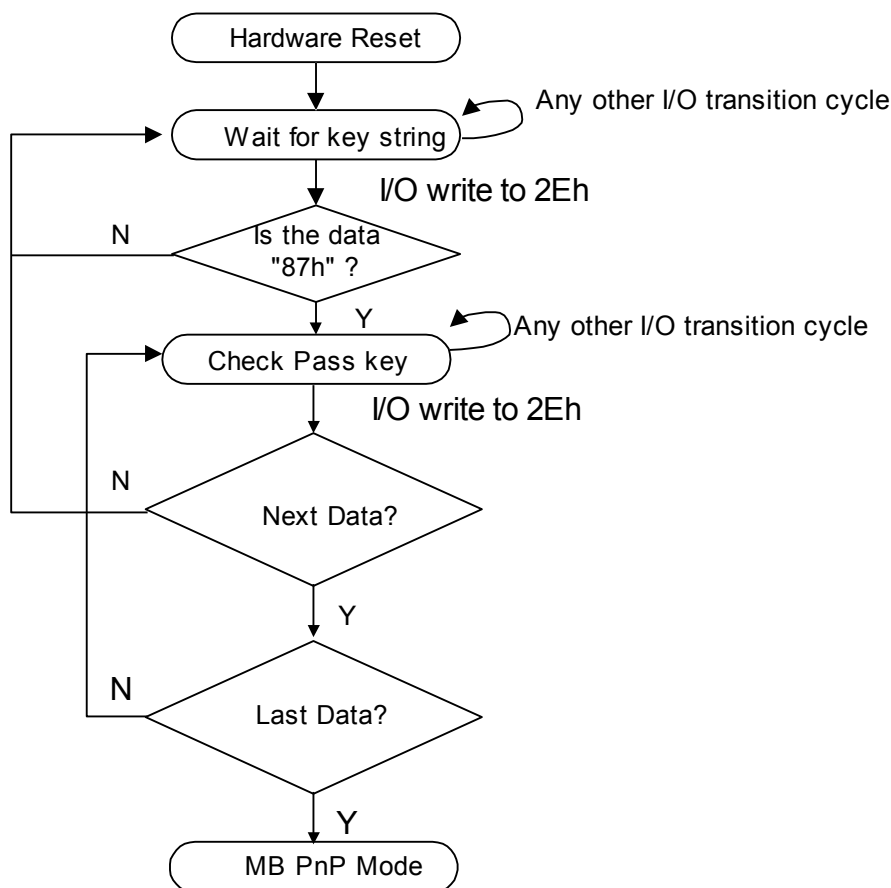 Hardware Reset
Any other I/O transition cycle
Wait for key string
I/O write to 2Eh
N
Is the data
"87h" ?
Y
Any other I/O transition cycle
Check Pass key
I/O write to 2Eh
N
Next Data?
Y
N
Last Data?
Y
MB PnP Mode